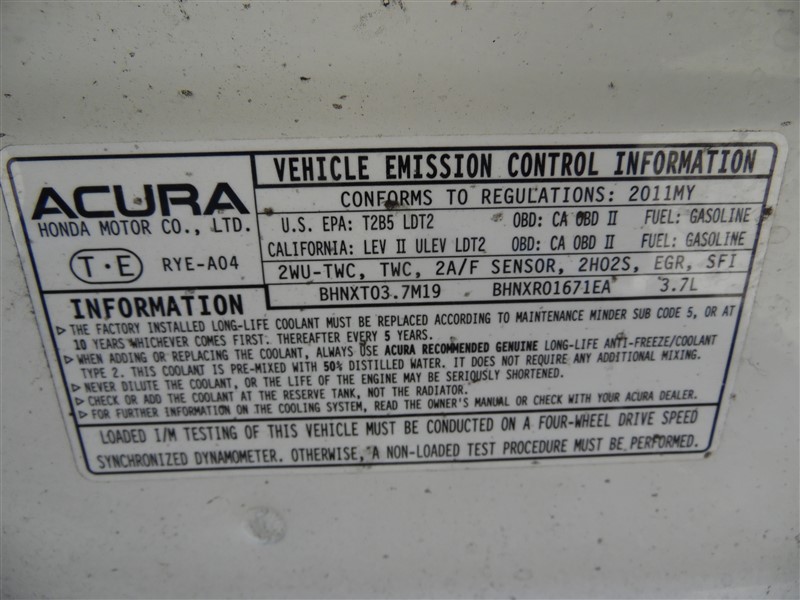 ACURA
HONDA MOTOR CO., LTD.
T·E RYE-A04
VEHICLE EMISSION CONTROL INFORMATION
CONFORMS TO REGULATIONS: 2011MY
U.S. EPA: T2B5 LDT2 OBD: CA OBD II FUEL: GASOLINE
CALIFORNIA: LEV II ULEV LDT2 OBD: CA OBD II FUEL: GASOLINE
2WU-TWC, TWC, 2A/F SENSOR, 2HO2S, EGR, SFI
BHNXT03.7M19 BHNXR01671EA 3.7L
INFORMATION
▷ THE FACTORY INSTALLED LONG-LIFE COOLANT MUST BE REPLACED ACCORDING TO MAINTENANCE MINDER SUB CODE 5, OR AT
10 YEARS WHICHEVER COMES FIRST. THEREAFTER EVERY 5 YEARS.
▷ WHEN ADDING OR REPLACING THE COOLANT, ALWAYS USE ACURA RECOMMENDED GENUINE LONG-LIFE ANTI-FREEZE/COOLANT
TYPE 2. THIS COOLANT IS PRE-MIXED WITH 50% DISTILLED WATER. IT DOES NOT REQUIRE ANY ADDITIONAL MIXING.
▷ NEVER DILUTE THE COOLANT, OR THE LIFE OF THE ENGINE MAY BE SERIOUSLY SHORTENED.
▷ CHECK OR ADD THE COOLANT AT THE RESERVE TANK, NOT THE RADIATOR.
▷ FOR FURTHER INFORMATION ON THE COOLING SYSTEM, READ THE OWNER'S MANUAL OR CHECK WITH YOUR ACURA DEALER.
LOADED I/M TESTING OF THIS VEHICLE MUST BE CONDUCTED ON A FOUR-WHEEL DRIVE SPEED
SYNCHRONIZED DYNAMOMETER. OTHERWISE, A NON-LOADED TEST PROCEDURE MUST BE PERFORMED.